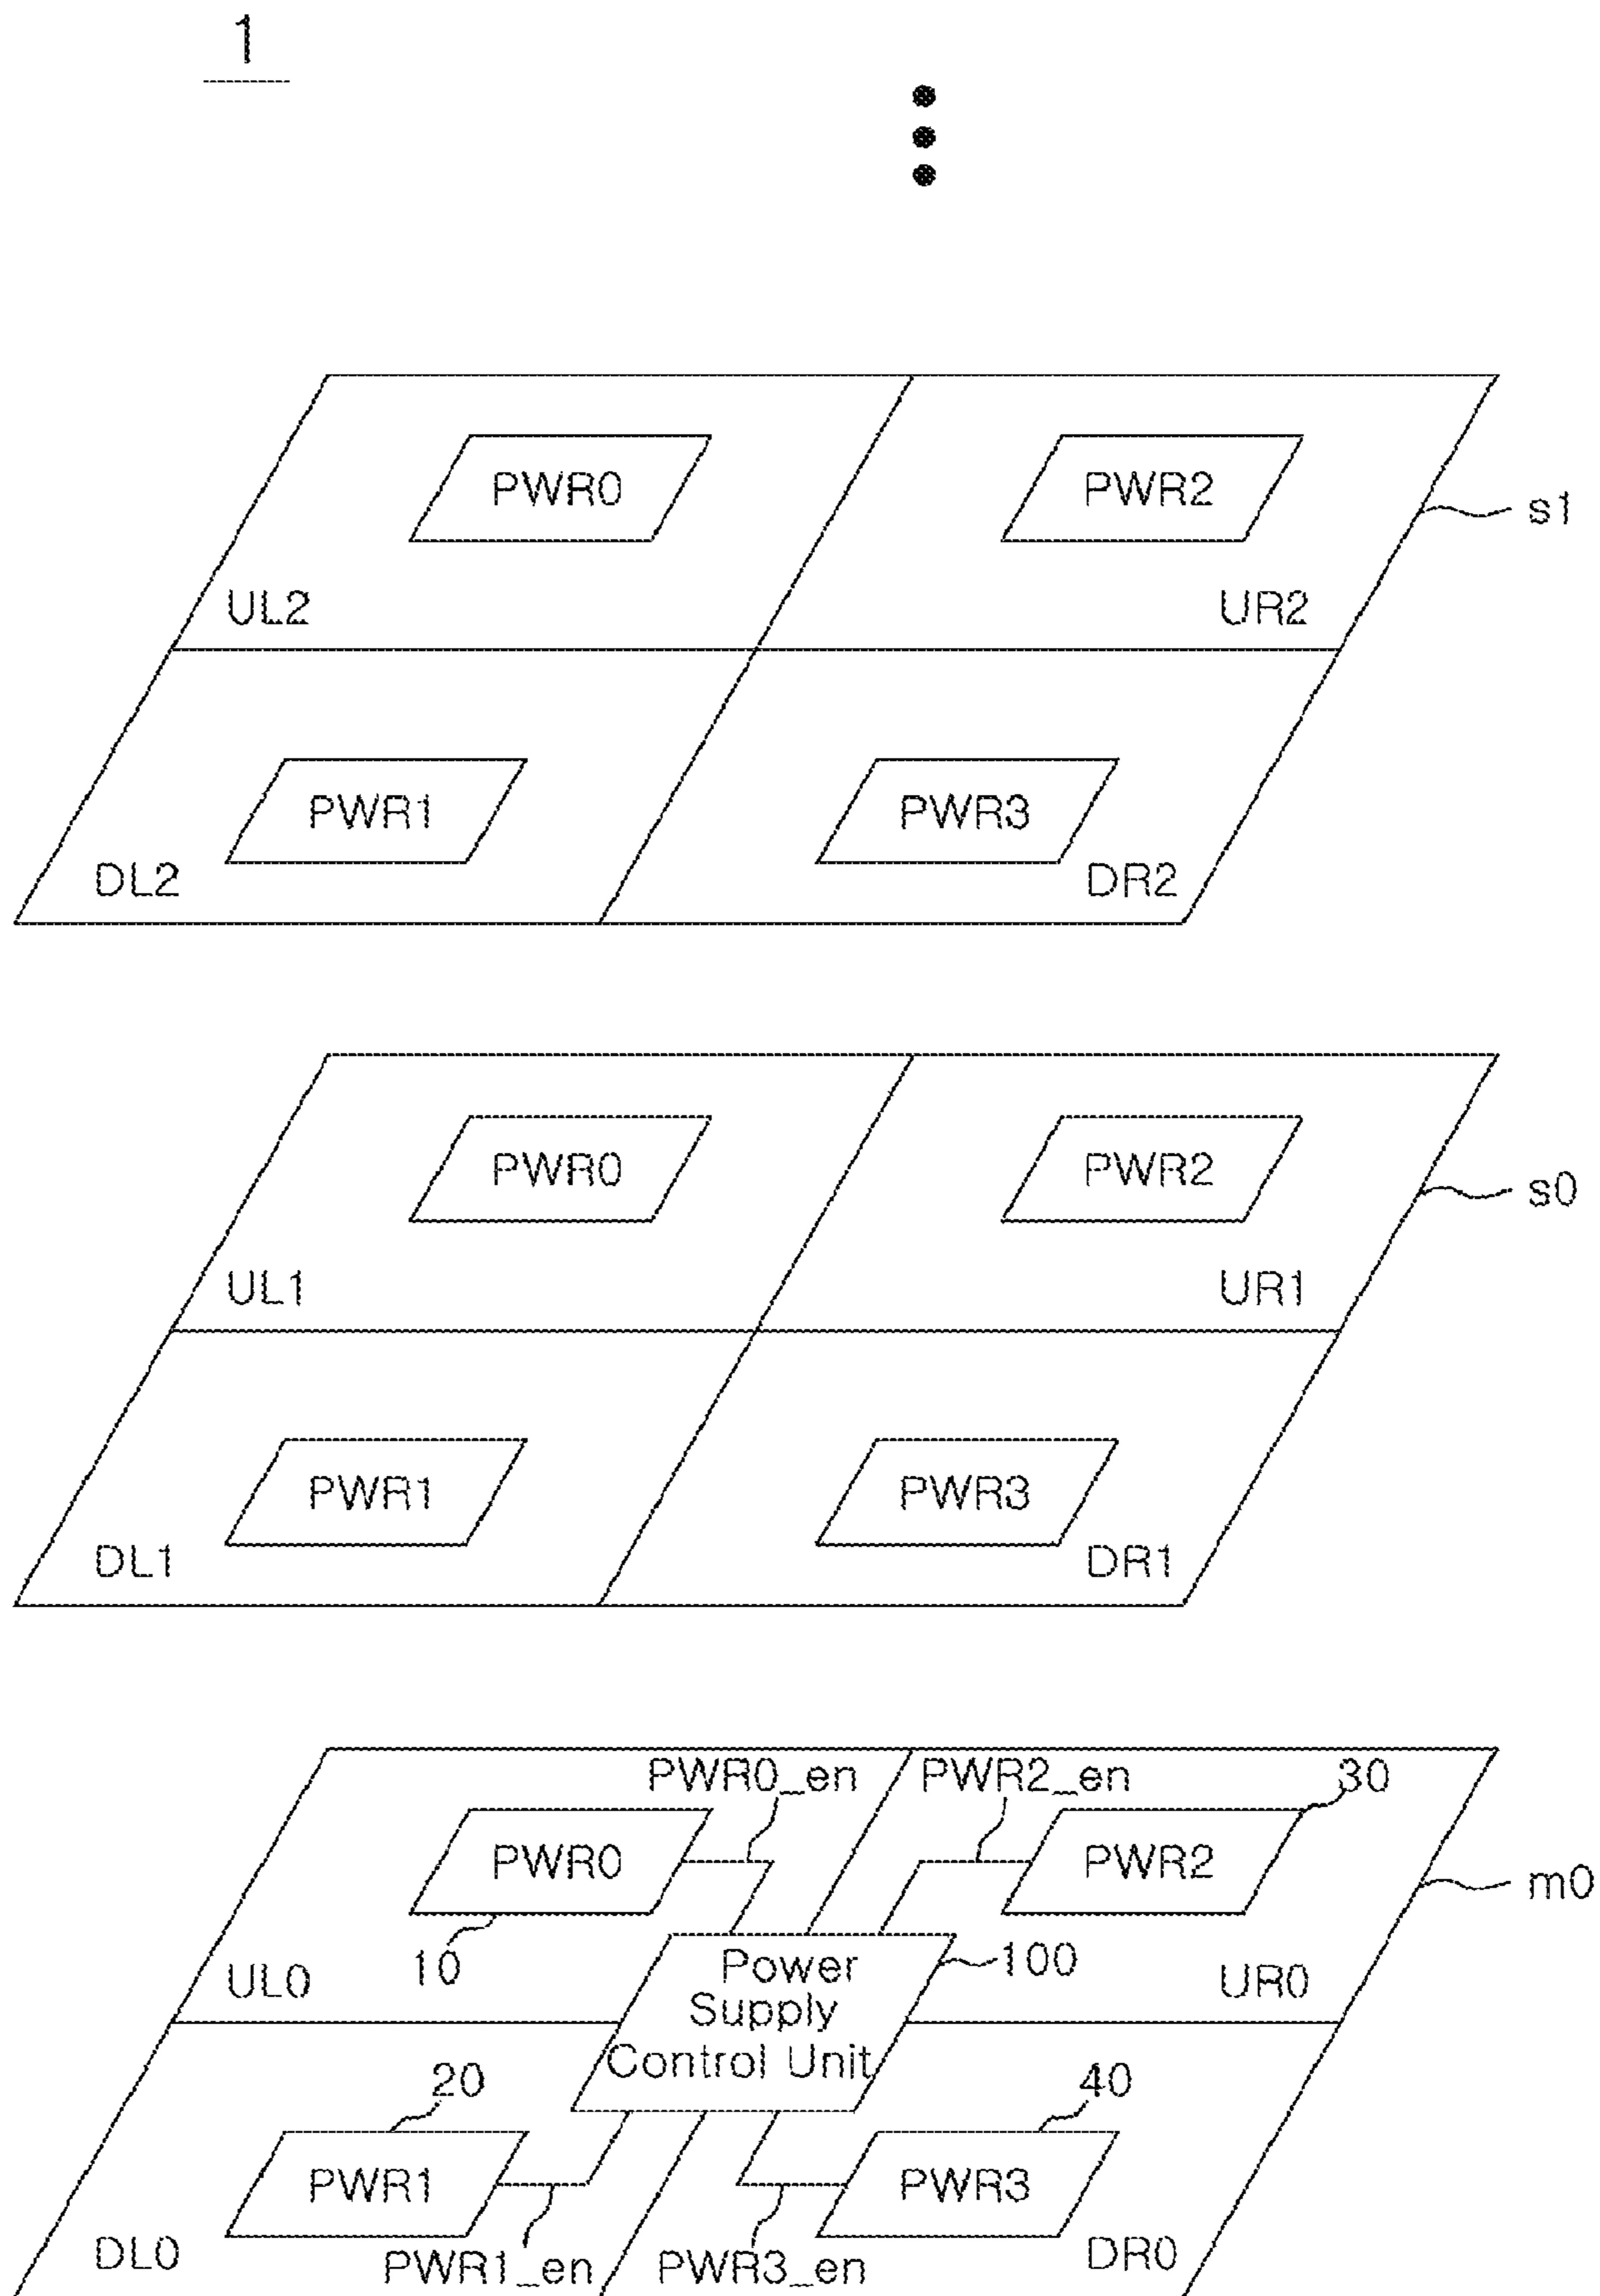 1
PWR0
PWR2
s1
UL2
UR2
PWR1
PWR3
DL2
DR2
PWR0
PWR2
s0
UL1
UR1
PWR1
PWR3
DL1
DR1
PWR0_en
PWR2_en
30
PWR0
PWR2
m0
10
Power
Supply
Control Unit
100
UL0
UR0
20
40
PWR1
PWR3
DL0
PWR1_en
PWR3_en
DR0